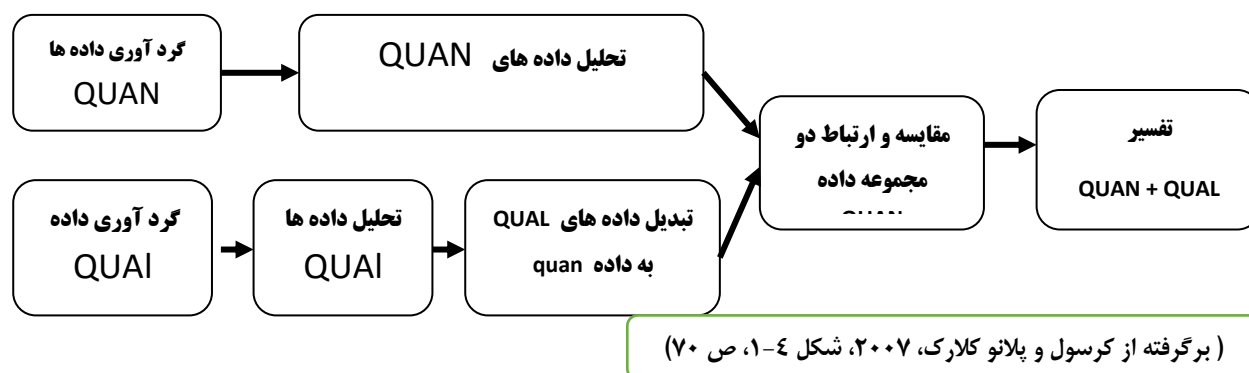 گرد آوری داده ها
QUAN
تحلیل داده های QUAN
مقایسه و ارتباط دو
مجموعه داده
QUAN
تفسیر
QUAN + QUAL
گرد آوری داده
QUAl
تحلیل داده ها
QUAl
تبدیل داده های QUAL
به داده quan
( برگرفته از کرسول و پلانو کلارک، ۲۰۰۷، شکل ٤-۱، ص ۷۰)